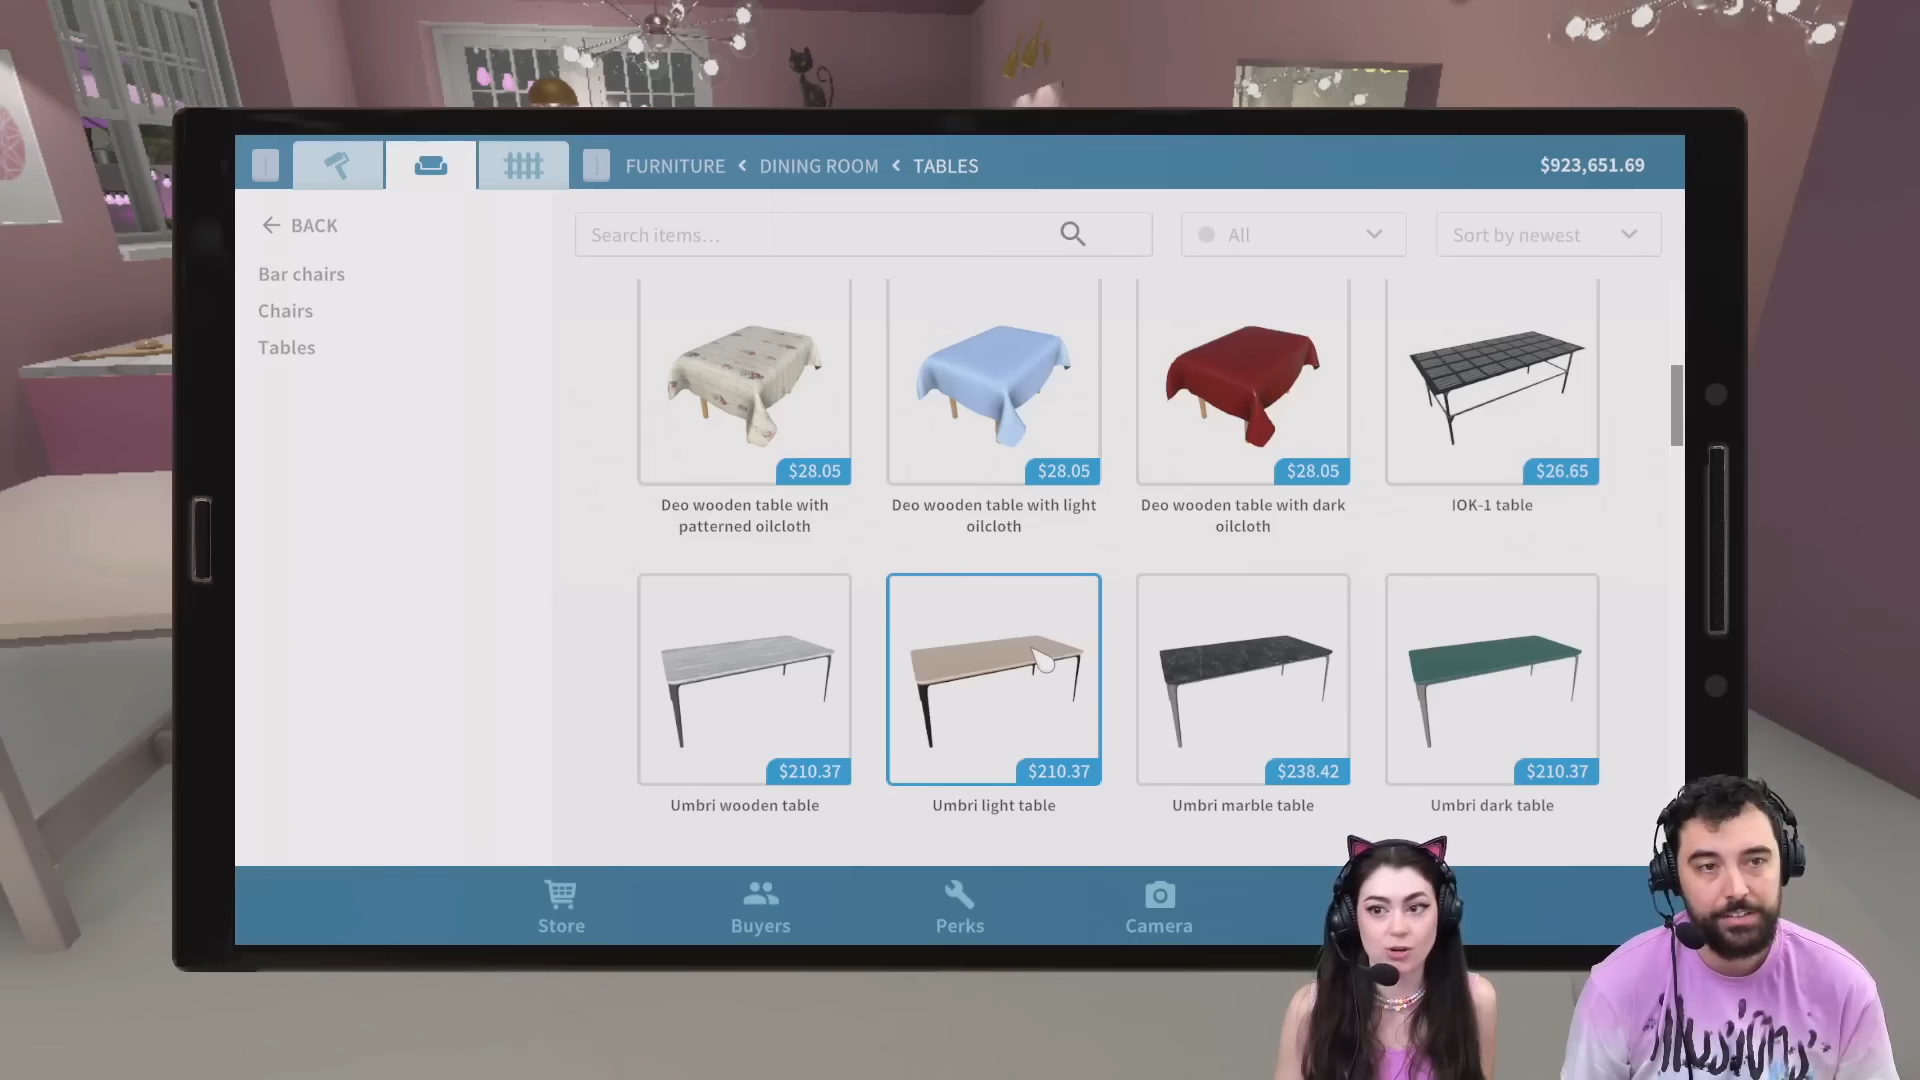 FURNITURE < DINING ROOM < TABLES
$923,651.69
BACK
Bar chairs
Chairs
Tables
Search items...
All
Sort by newest
$28.05
$28.05
$28.05
$26.65
Deo wooden table with
patterned oilcloth
Deo wooden table with light
oilcloth
Deo wooden table with dark
oilcloth
IOK-1 table
$210.37
$210.37
$238.42
$210.37
Umbri wooden table
Umbri light table
Umbri marble table
Umbri dark table
Store
Buyers
Perks
Camera
illusions